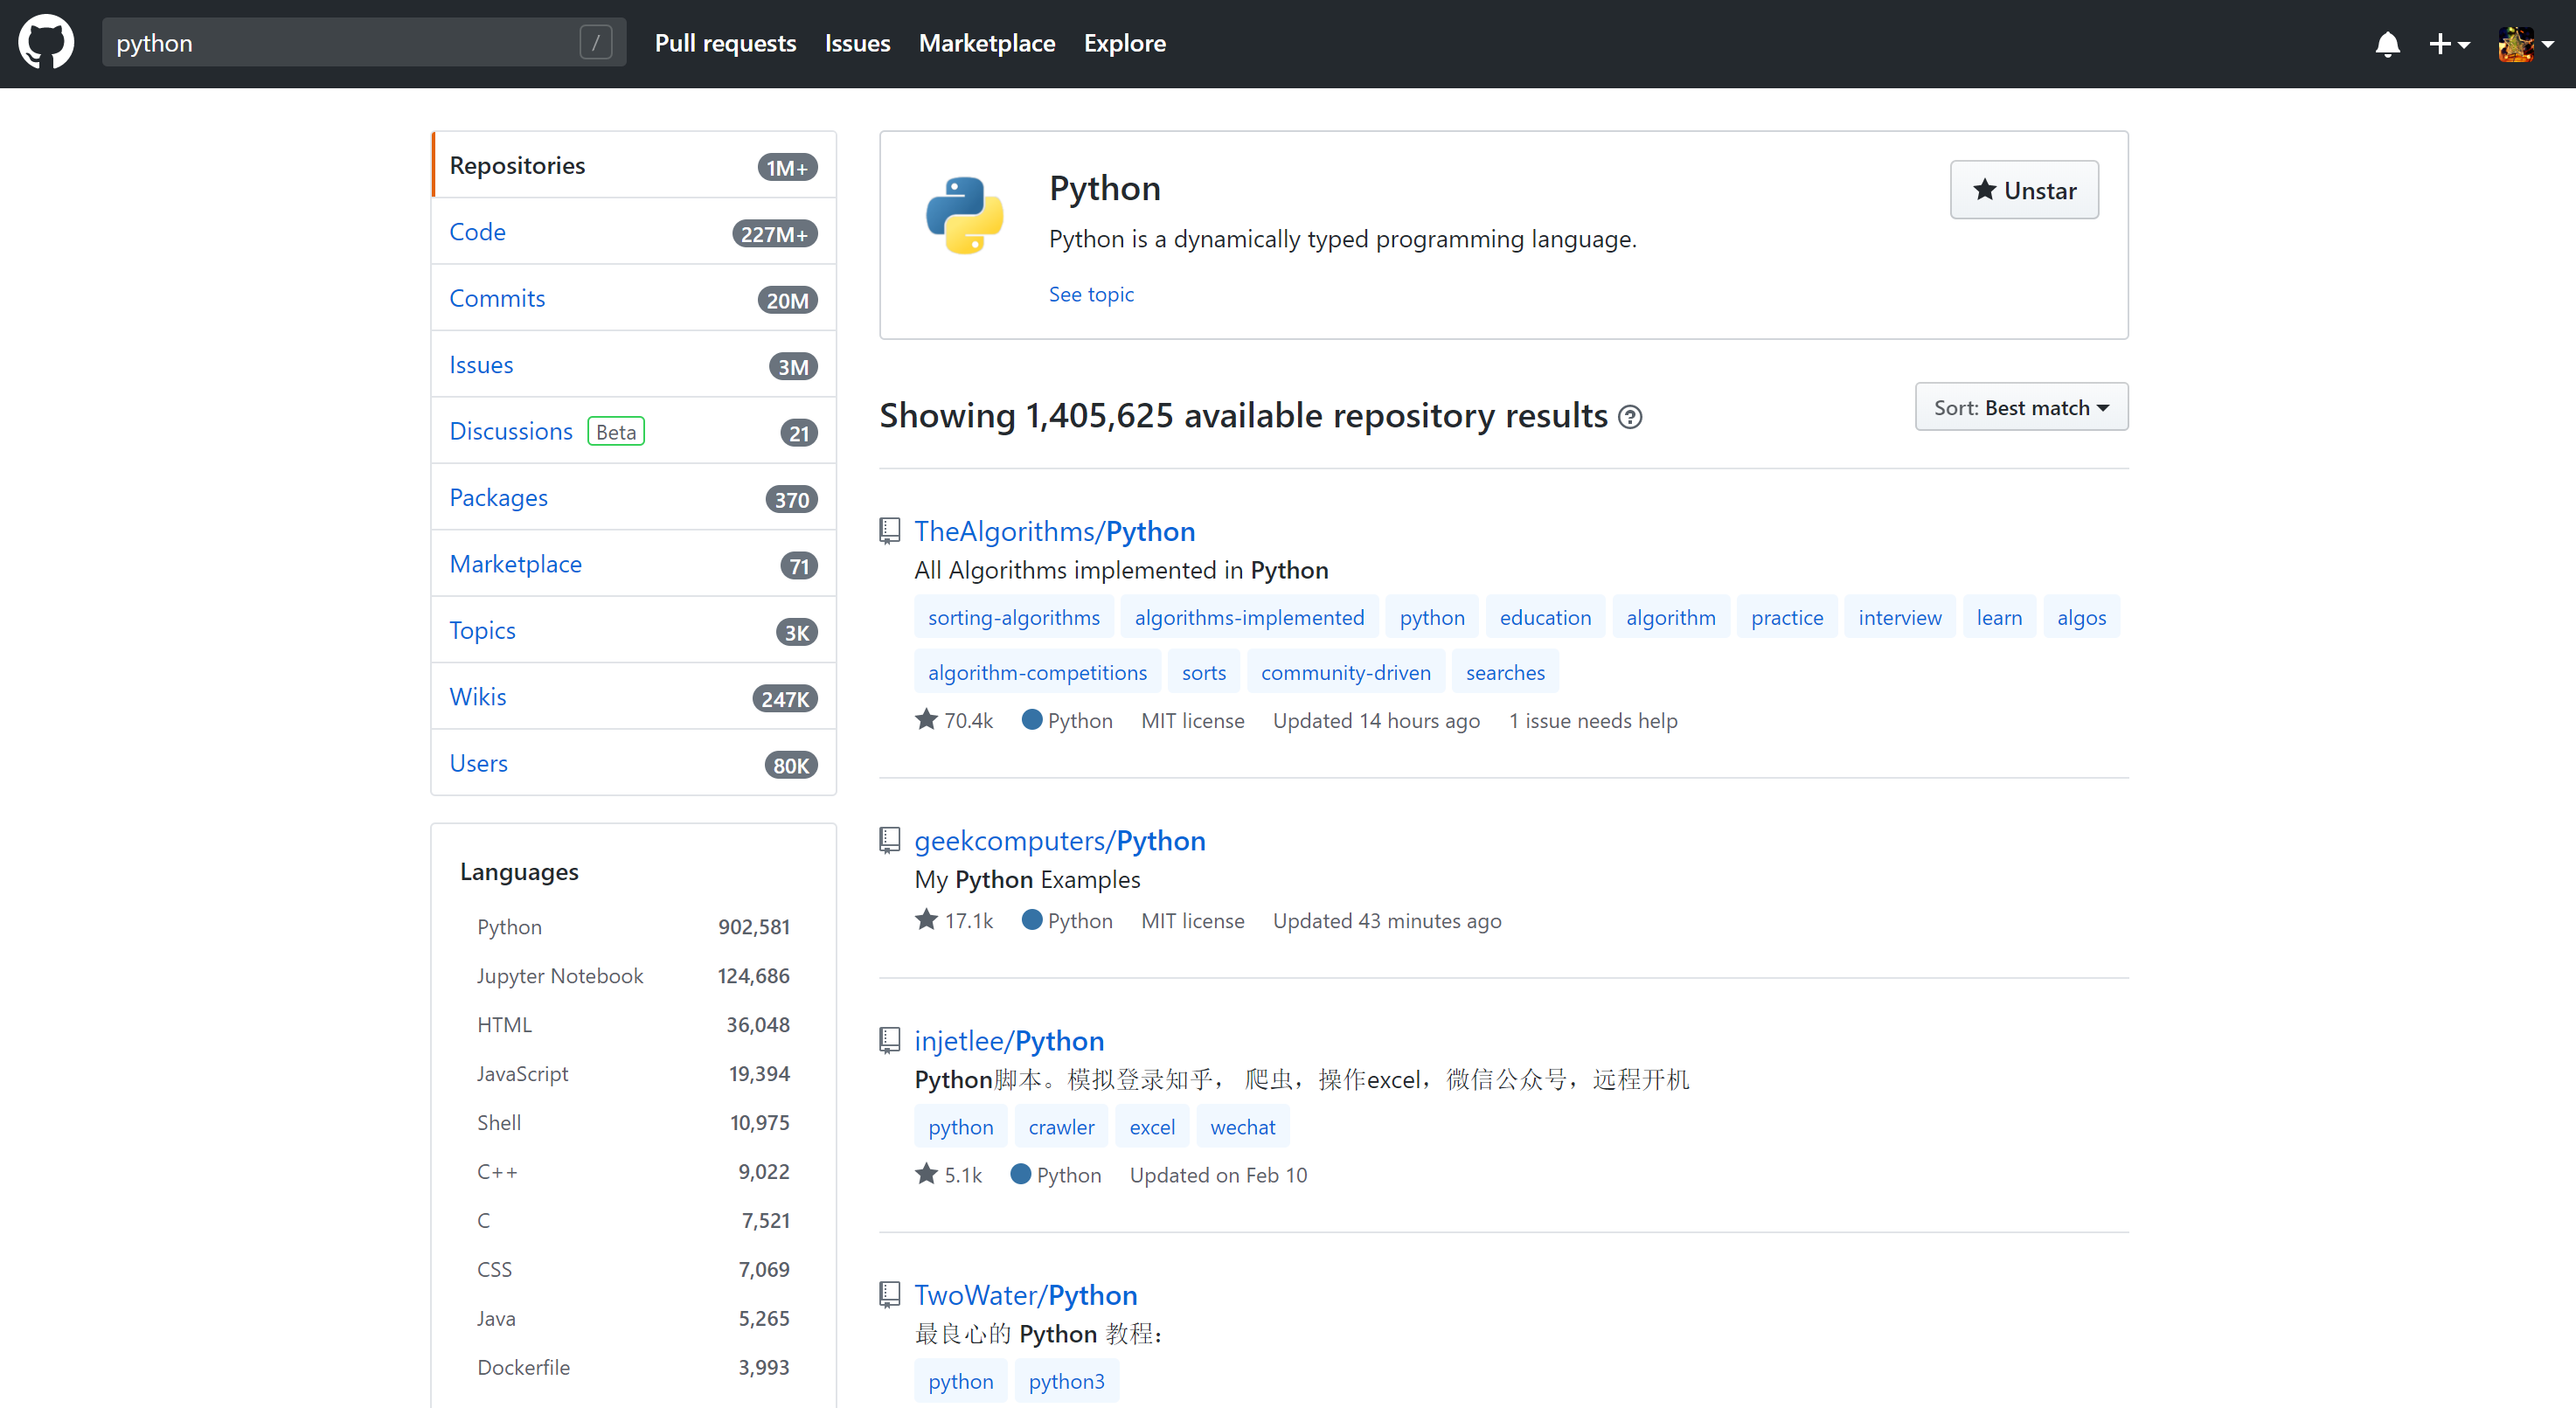 python /
Pull requests Issues Marketplace Explore
Repositories 1M+
Code 227M+
Commits 20M
Issues 3M
Discussions Beta 21
Packages 370
Marketplace 71
Topics 3K
Wikis 247K
Users 80K
Languages
Python 902,581
Jupyter Notebook 124,686
HTML 36,048
JavaScript 19,394
Shell 10,975
C++ 9,022
C 7,521
CSS 7,069
Java 5,265
Dockerfile 3,993
Python
Unstar
Python is a dynamically typed programming language.
See topic
Showing 1,405,625 available repository results ?
Sort: Best match
TheAlgorithms/Python
All Algorithms implemented in Python
sorting-algorithms algorithms-implemented python education algorithm practice interview learn algos
algorithm-competitions sorts community-driven searches
70.4k Python MIT license Updated 14 hours ago 1 issue needs help
geekcomputers/Python
My Python Examples
17.1k Python MIT license Updated 43 minutes ago
injetlee/Python
Python脚本。模拟登录知乎， 爬虫，操作excel，微信公众号，远程开机
python crawler excel wechat
5.1k Python Updated on Feb 10
TwoWater/Python
最良心的 Python 教程：
python python3